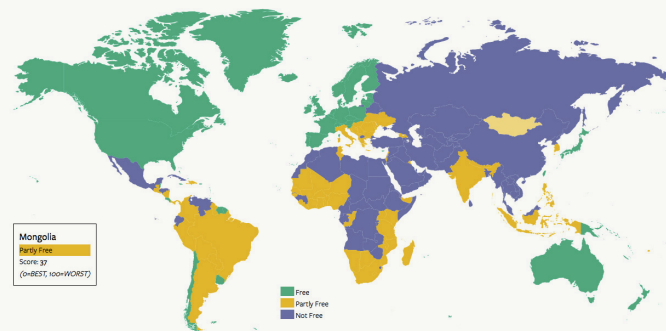 Mongolia
Partly Free
Score: 37
(0=BEST, 100=WORST)
Free
Partly Free
Not Free